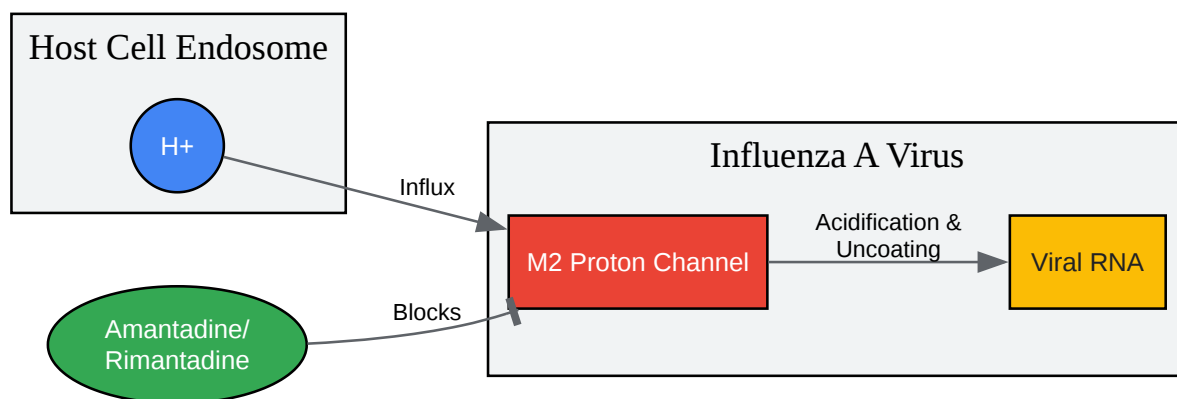 Host Cell Endosome
H+
Influx
Influenza A Virus
M2 Proton Channel
Acidification &
Uncoating
Viral RNA
Blocks
Amantadine/
Rimantadine